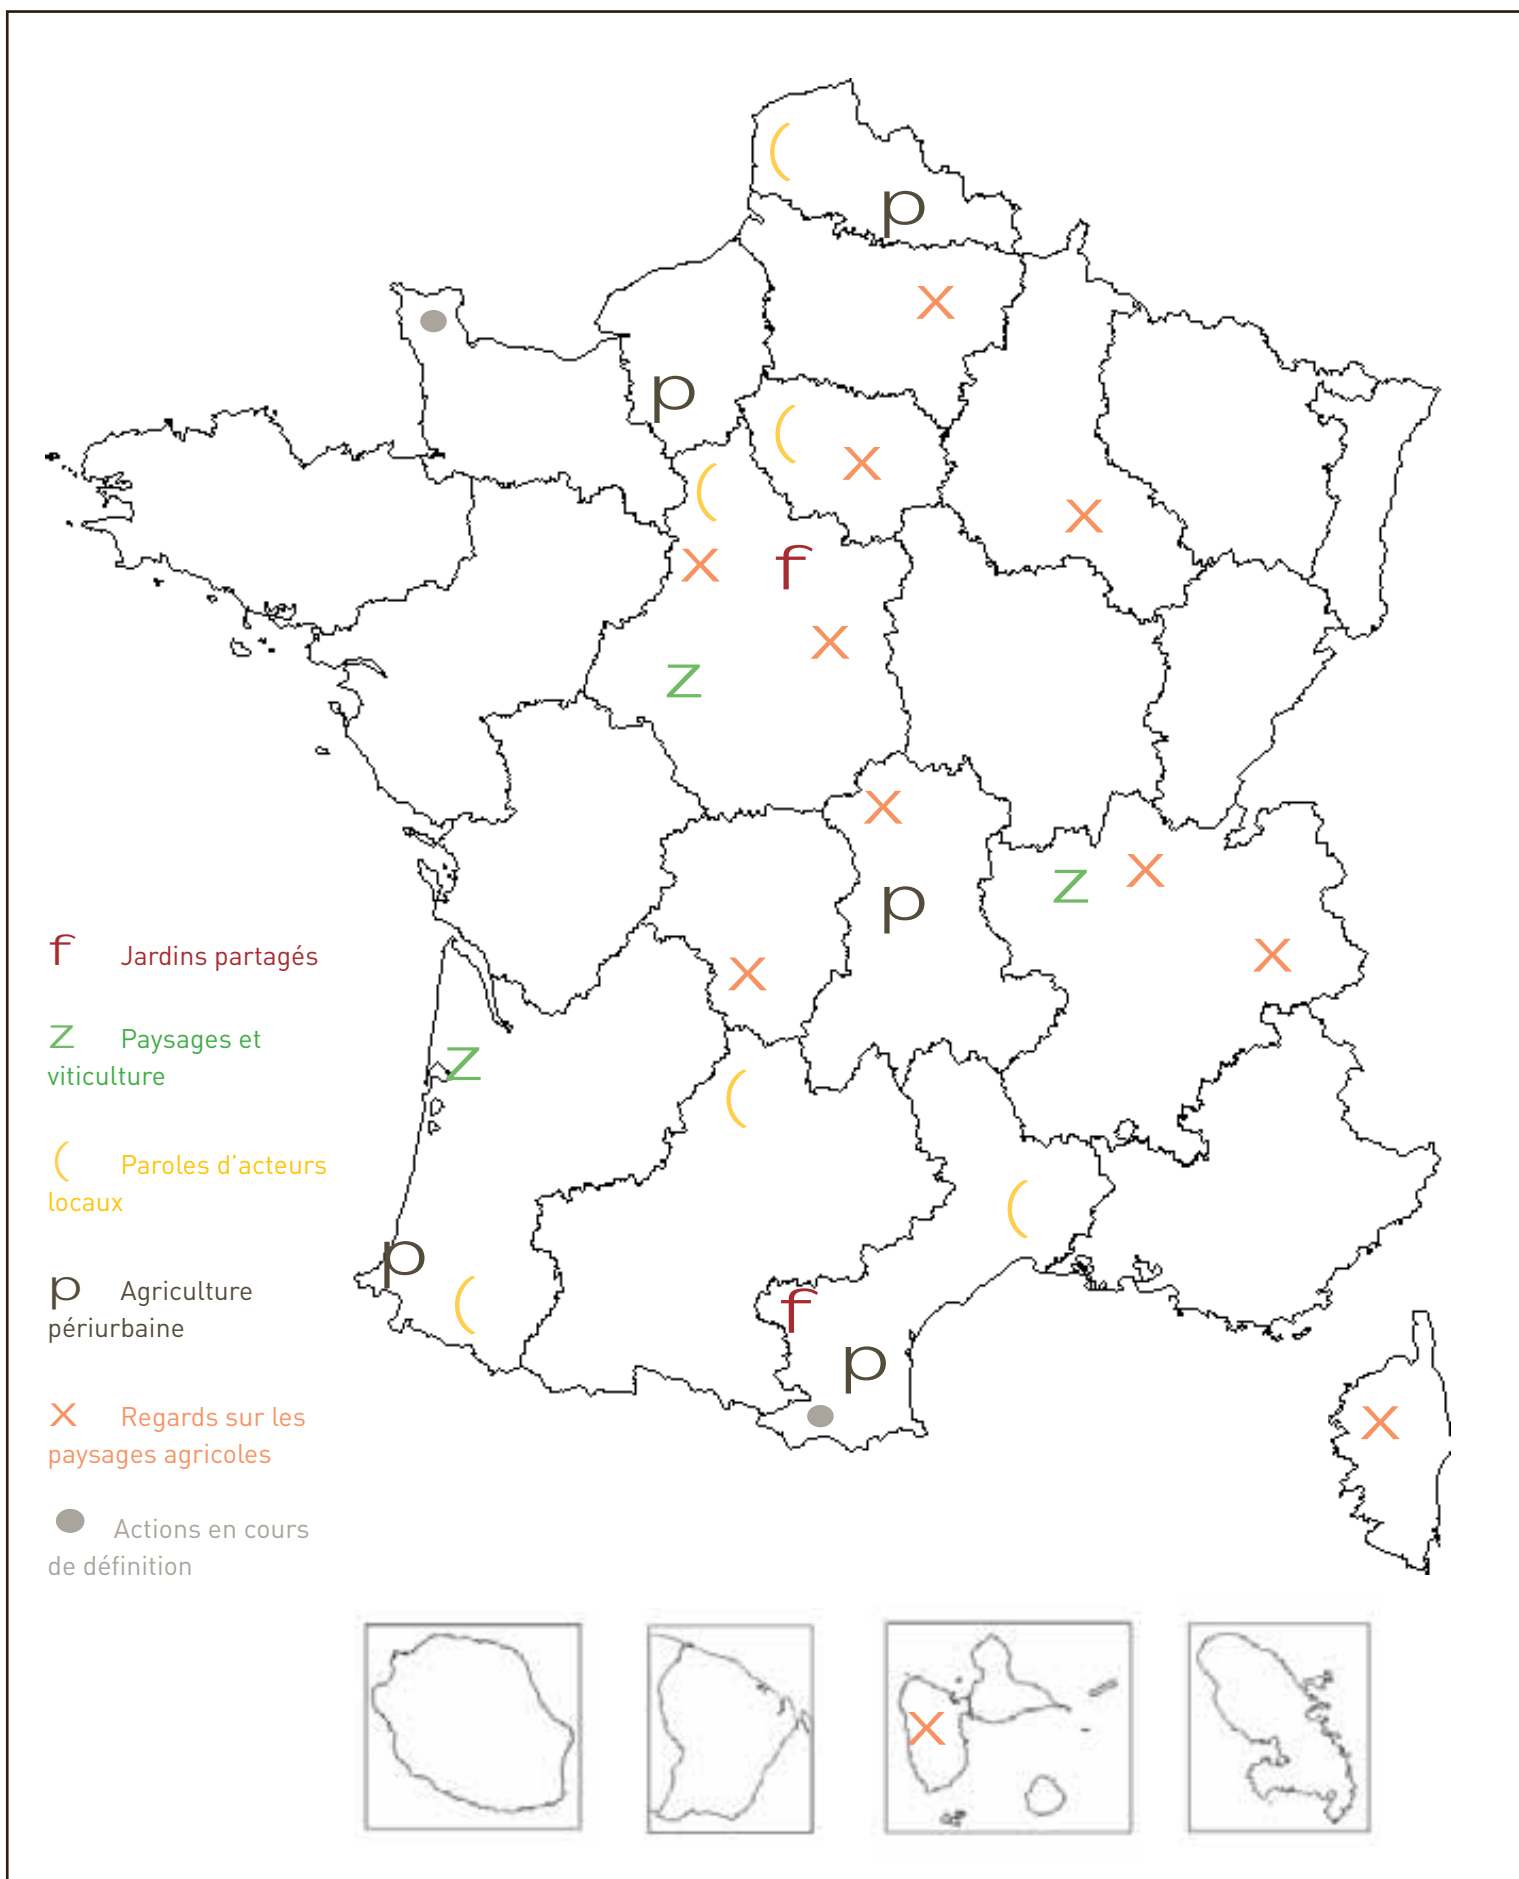 f Jardins partagés
z Paysages et
viticulture
( Paroles d'acteurs
locaux
p Agriculture
périurbaine
x Regards sur les
paysages agricoles
Actions en cours
de définition
(
p
x
p
(
x
(
x
x
f
x
z
x
p
z
x
x
x
z
(
(
p
(
f
p
x
x